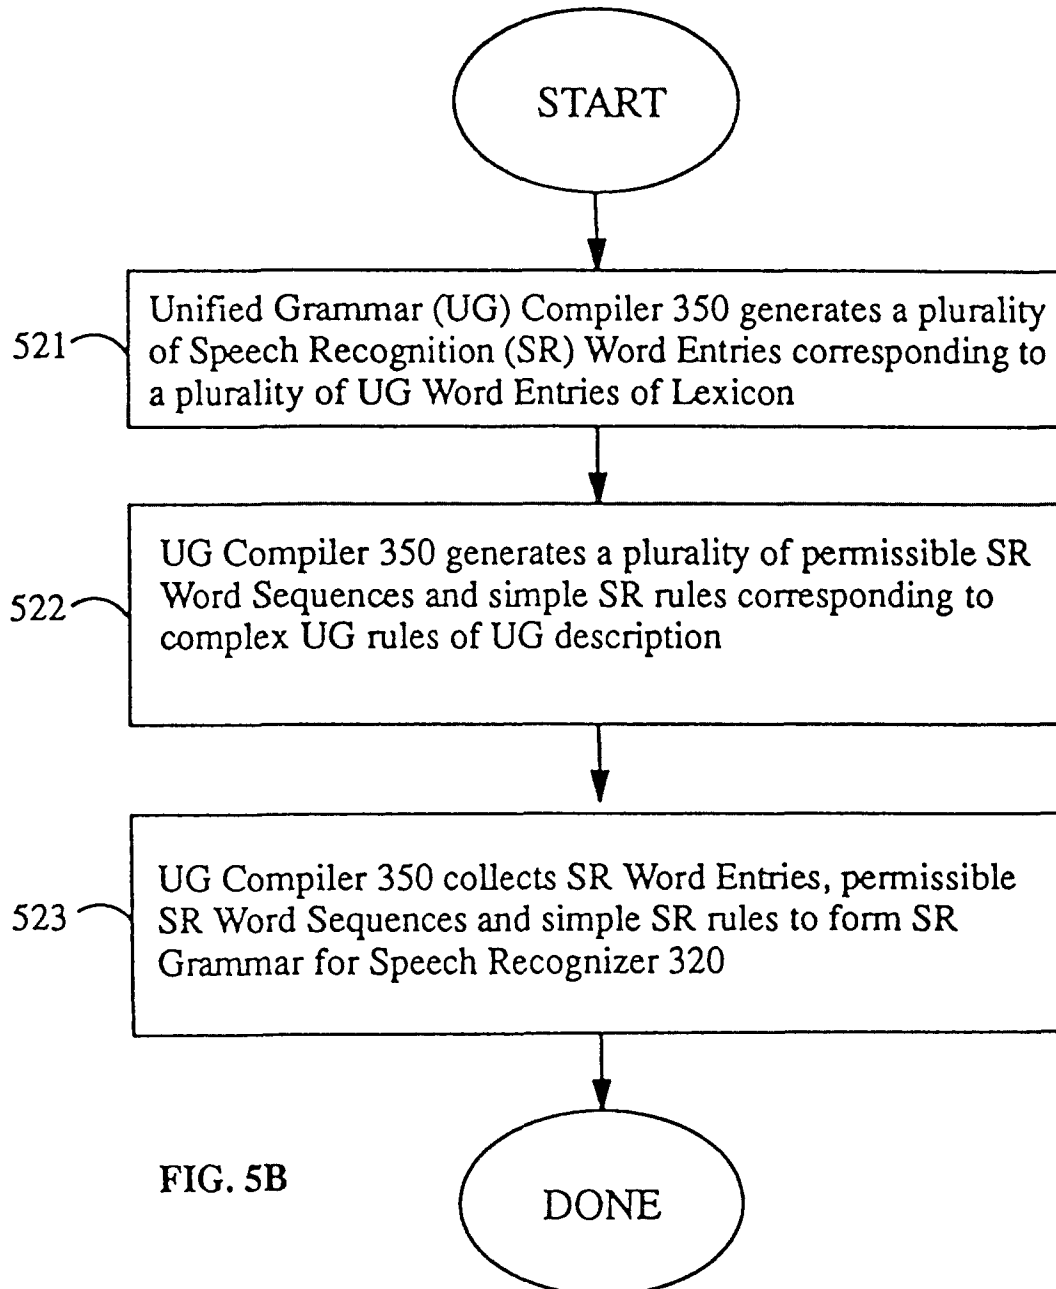 START
521
Unified Grammar (UG) Compiler 350 generates a plurality
of Speech Recognition (SR) Word Entries corresponding to
a plurality of UG Word Entries of Lexicon
522
UG Compiler 350 generates a plurality of permissible SR
Word Sequences and simple SR rules corresponding to
complex UG rules of UG description
523
UG Compiler 350 collects SR Word Entries, permissible
SR Word Sequences and simple SR rules to form SR
Grammar for Speech Recognizer 320
FIG. 5B
DONE